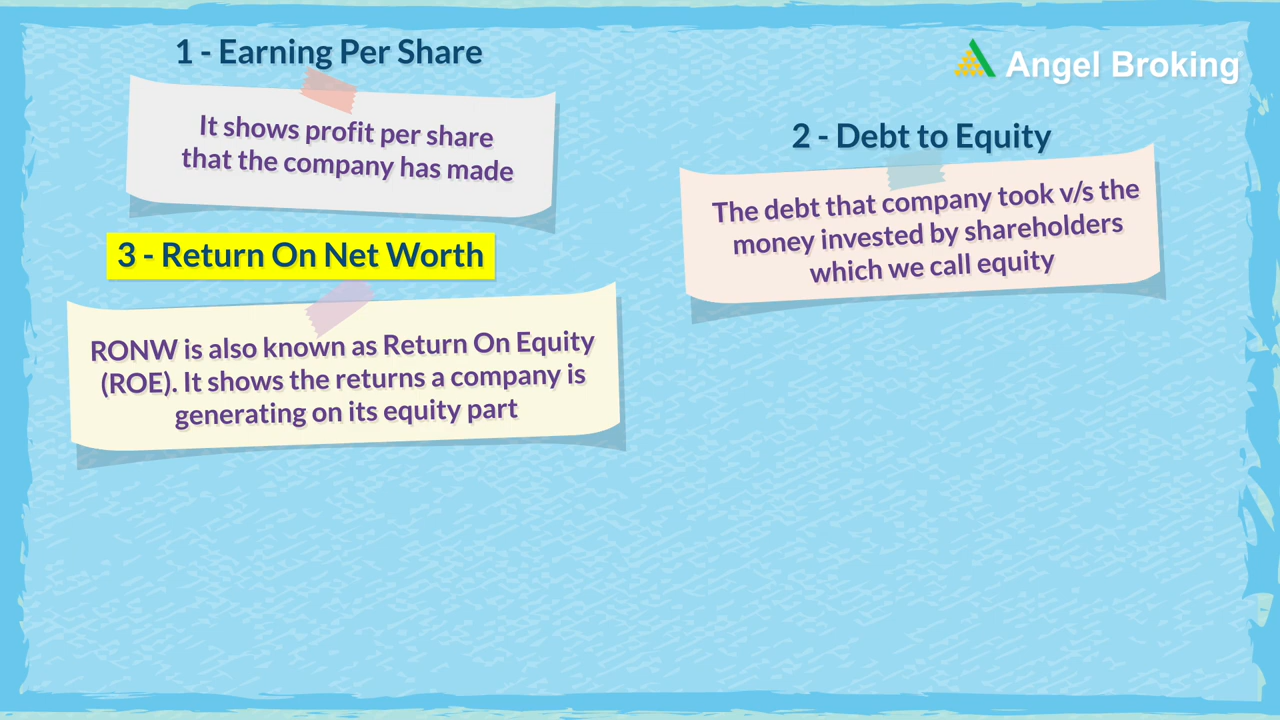 1 - Earning Per Share
It shows profit per share
that the company has made
Angel Broking
2 - Debt to Equity
The debt that company took v/s the
money invested by shareholders
which we call equity
3 - Return On Net Worth
RONW is also known as Return On Equity
(ROE). It shows the returns a company is
generating on its equity part